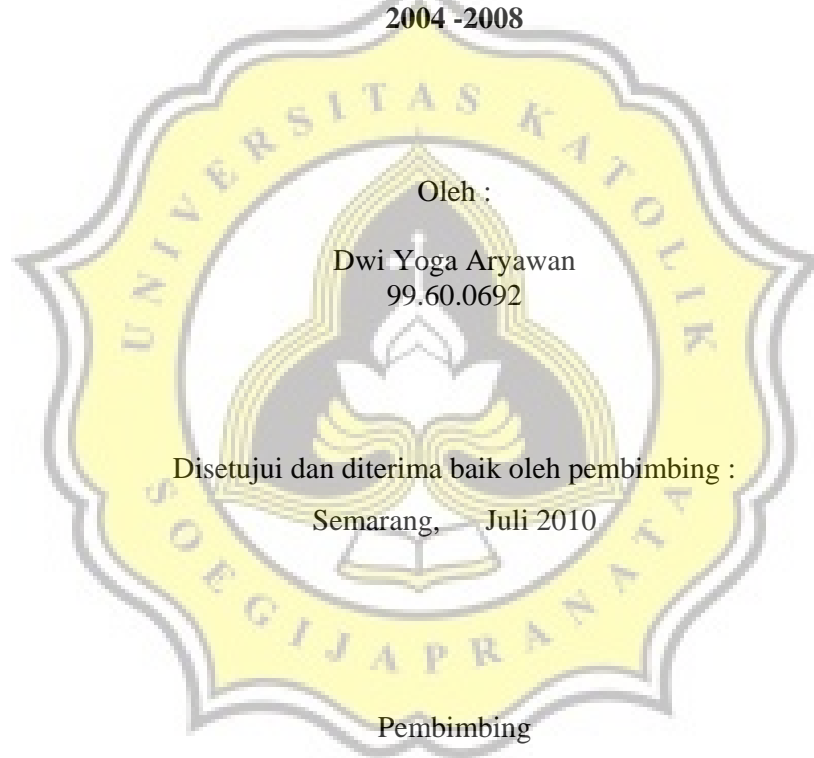 2004 -2008
UNIVERSITAS KATOLIK
Oleh :
Dwi Yoga Aryawan
99.60.0692
Disetujui dan diterima baik oleh pembimbing :
Semarang, Juli 2010
SOEGIJAPRANATA
Pembimbing